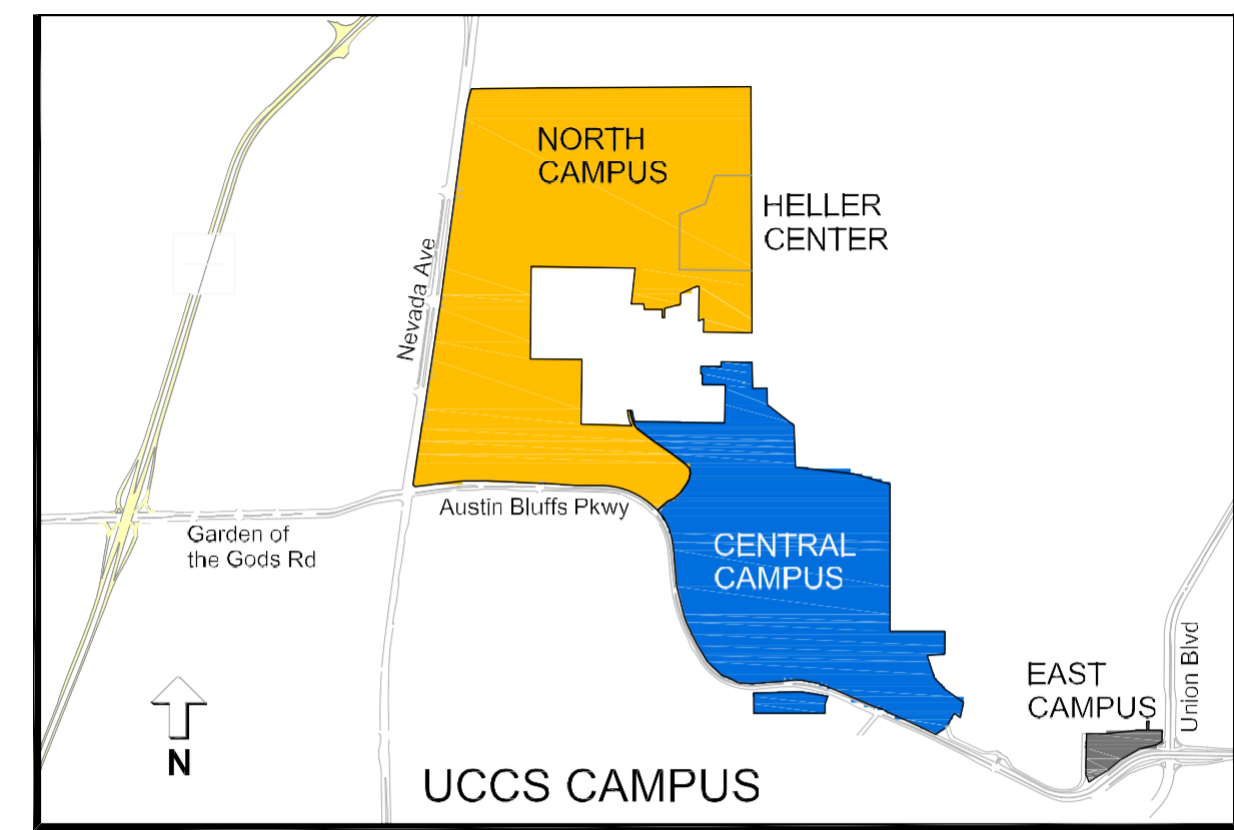 NORTH
CAMPUS
HELLER
CENTER
Nevada Ave
Austin Bluffs Pkwy
Garden of
the Gods Rd
CENTRAL
CAMPUS
EAST
CAMPUS
Union Blvd
N
UCCS CAMPUS